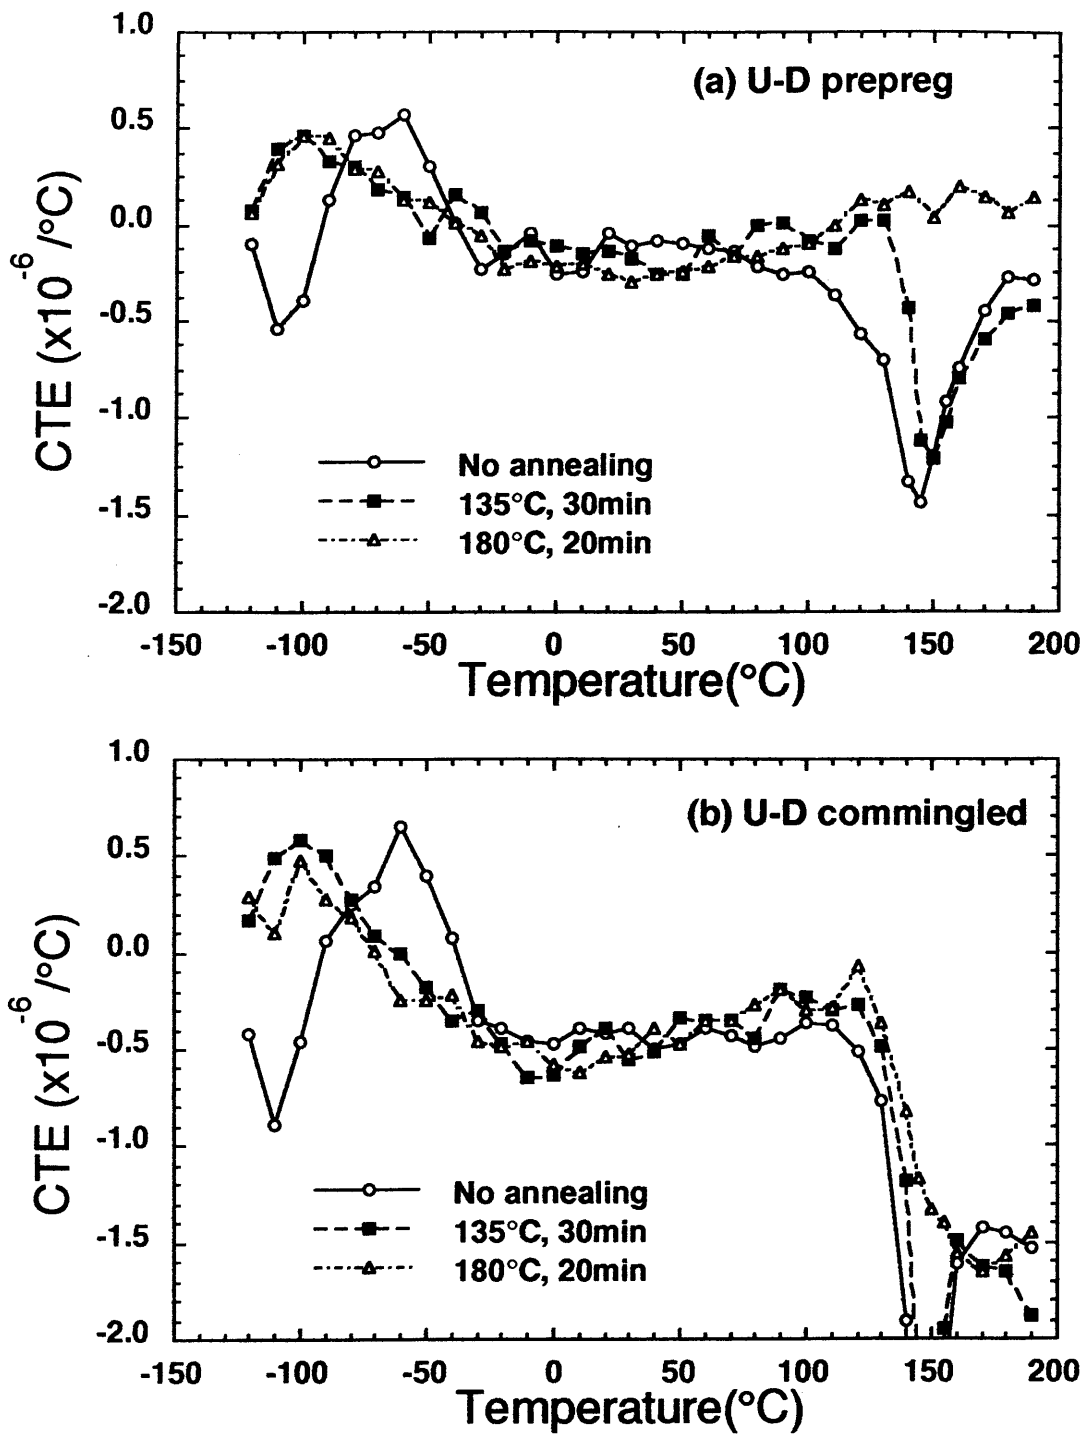 1.0
(a) U-D prepreg
0.5
0.0
-0.5
-1.0
-1.5
-2.0
CTE (x10⁻⁶ /°C)
No annealing
135°C, 30min
180°C, 20min
-150 -100 -50 0 50 100 150 200
Temperature(°C)
1.0
(b) U-D commingled
0.5
0.0
-0.5
-1.0
-1.5
-2.0
CTE (x10⁻⁶ /°C)
No annealing
135°C, 30min
180°C, 20min
-150 -100 -50 0 50 100 150 200
Temperature(°C)